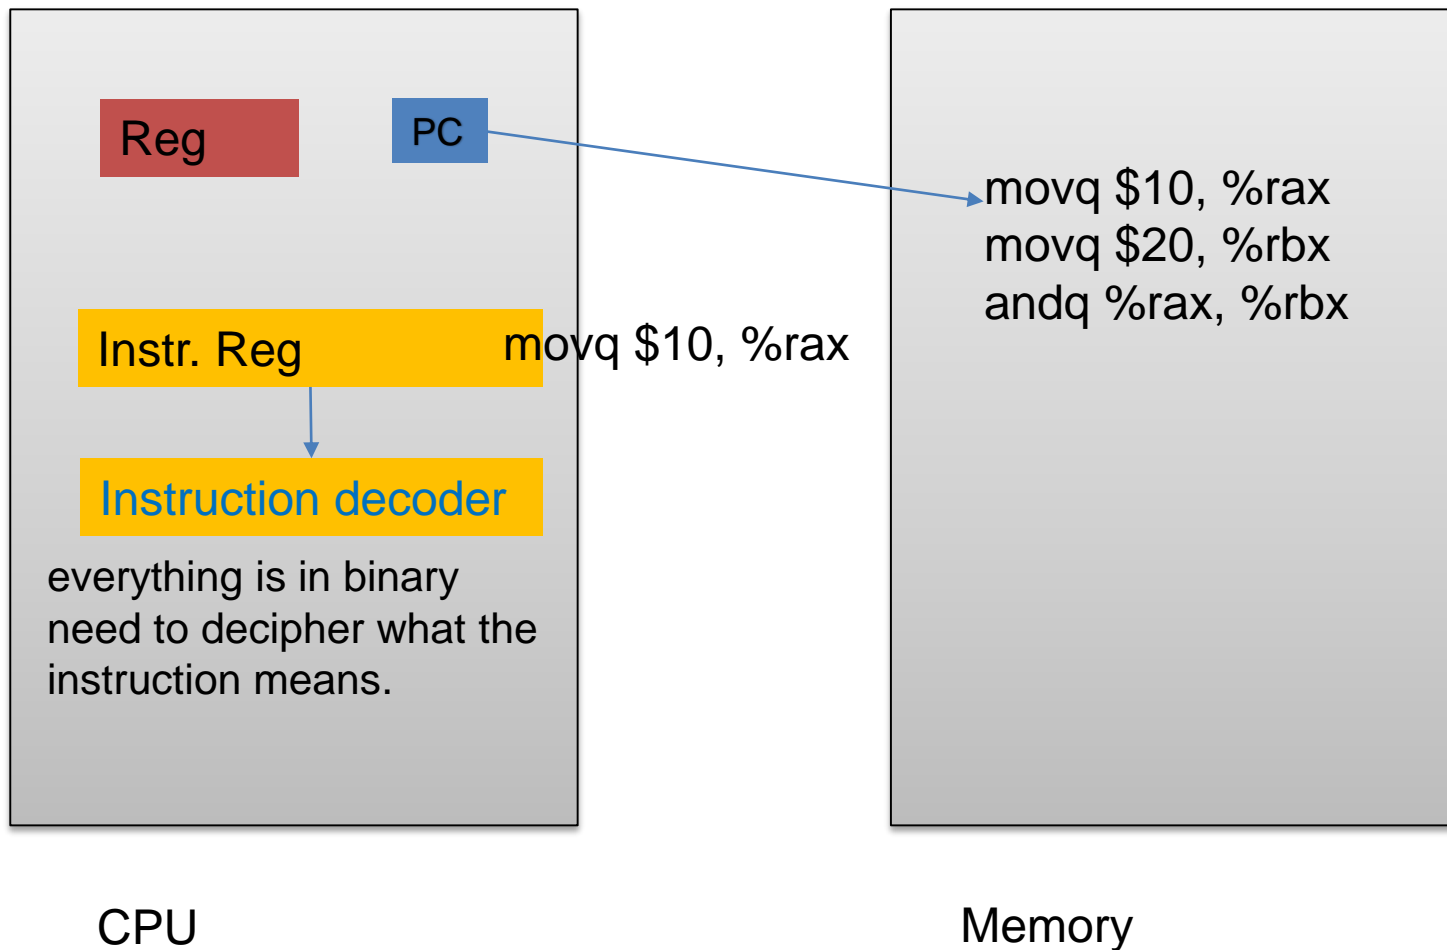 Reg
PC
Instr. Reg
movq $10, %rax
Instruction decoder
everything is in binary
need to decipher what the
instruction means.
movq $10, %rax
movq $20, %rbx
andq %rax, %rbx
CPU
Memory